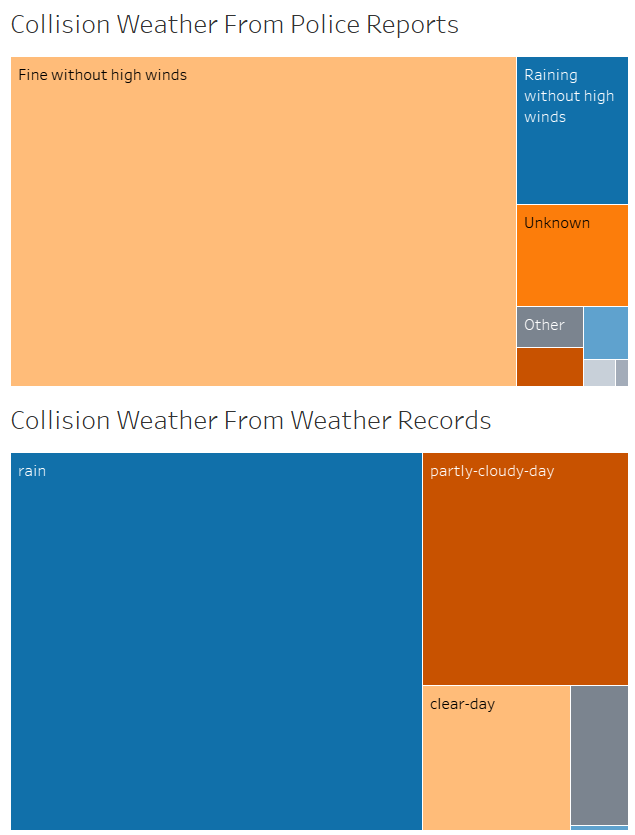 Collision Weather From Police Reports
Fine without high winds
Raining
without high
winds
Unknown
Other
Collision Weather From Weather Records
rain
partly-cloudy-day
clear-day